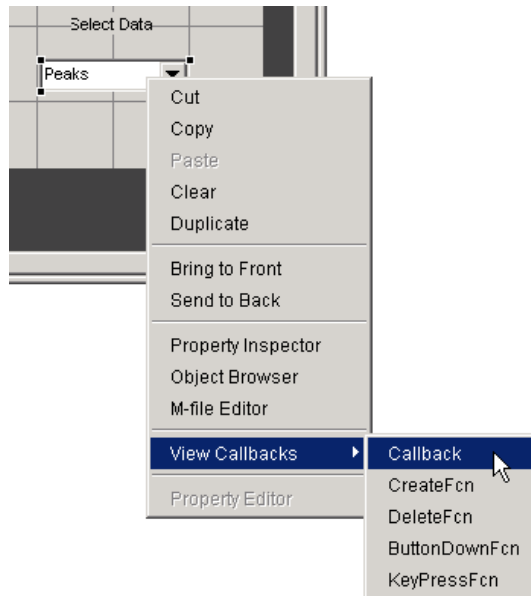 Select Data
Peaks
Cut
Copy
Paste
Clear
Duplicate
Bring to Front
Send to Back
Property Inspector
Object Browser
M-file Editor
View Callbacks
Property Editor
Callback
CreateFcn
DeleteFcn
ButtonDownFcn
KeyPressFcn